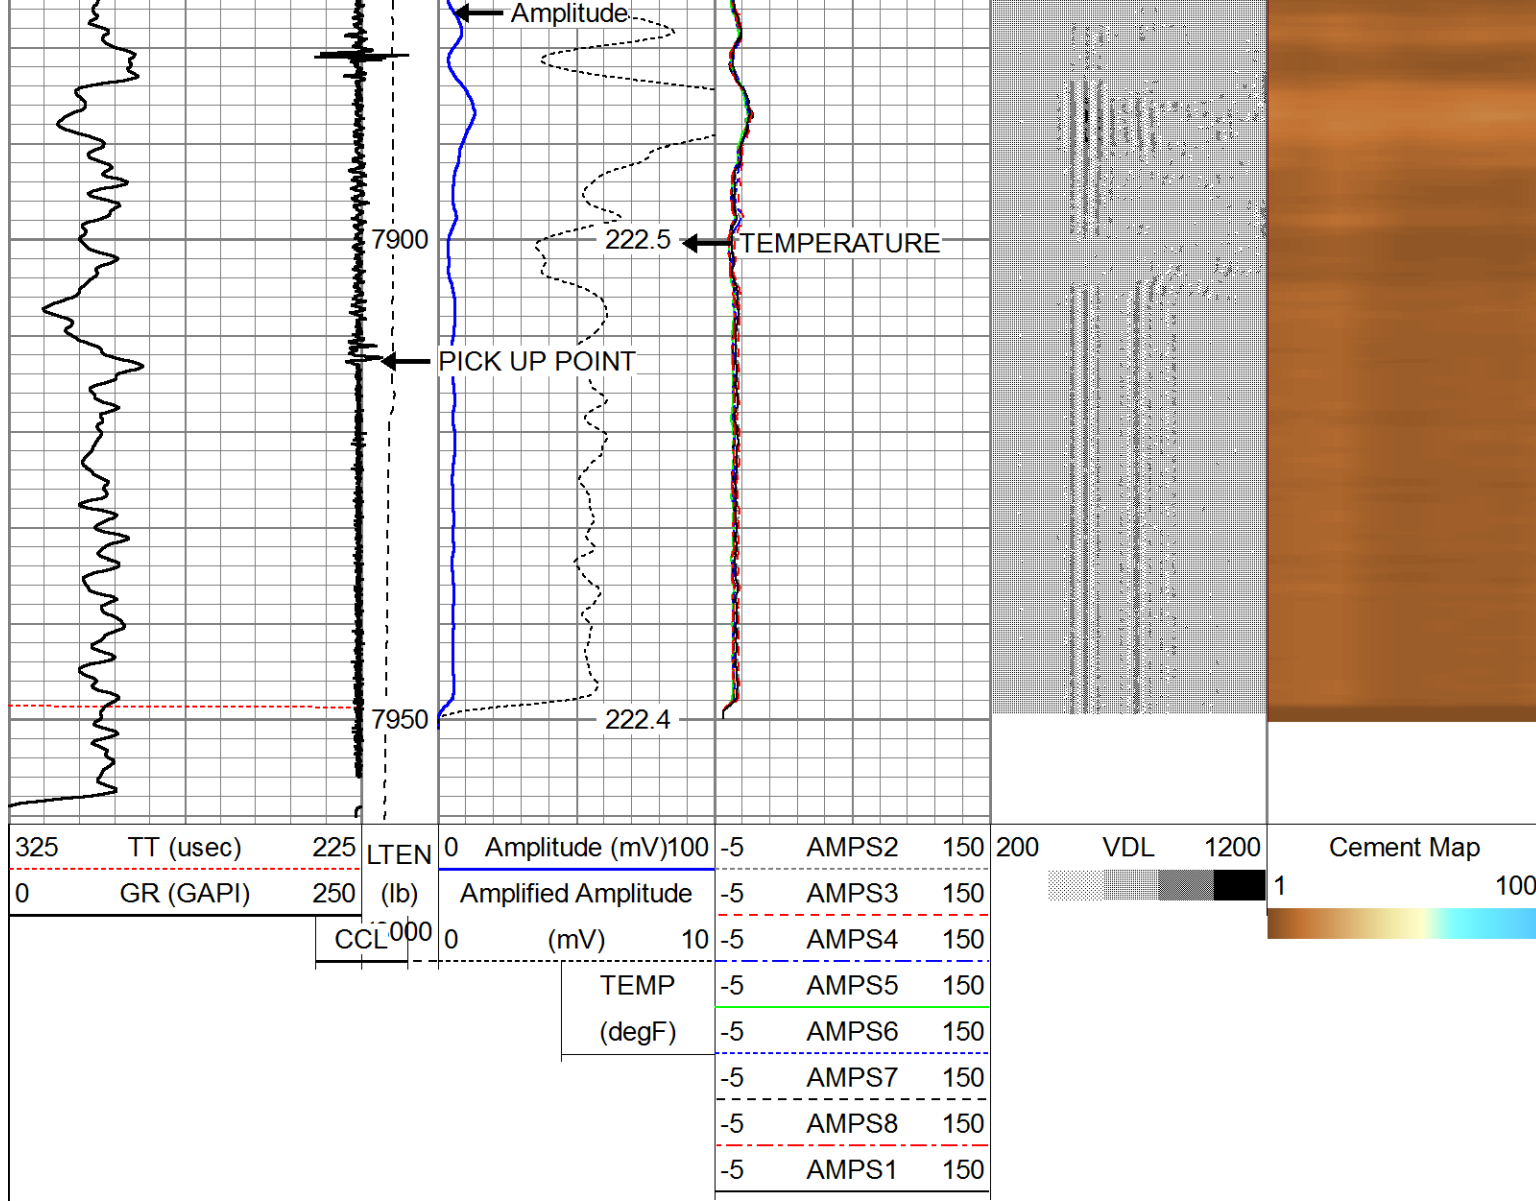 Amplitude
7900
222.5
TEMPERATURE
PICK UP POINT
7950
222.4
325 TT (usec) 225
0 GR (GAPI) 250
CCL
LTEN
(lb)
000
0 Amplitude (mV)100
Amplified Amplitude
0 (mV) 10
TEMP
(degF)
-5 AMPS2 150
-5 AMPS3 150
-5 AMPS4 150
-5 AMPS5 150
-5 AMPS6 150
-5 AMPS7 150
-5 AMPS8 150
-5 AMPS1 150
200 VDL 1200
Cement Map
1 100